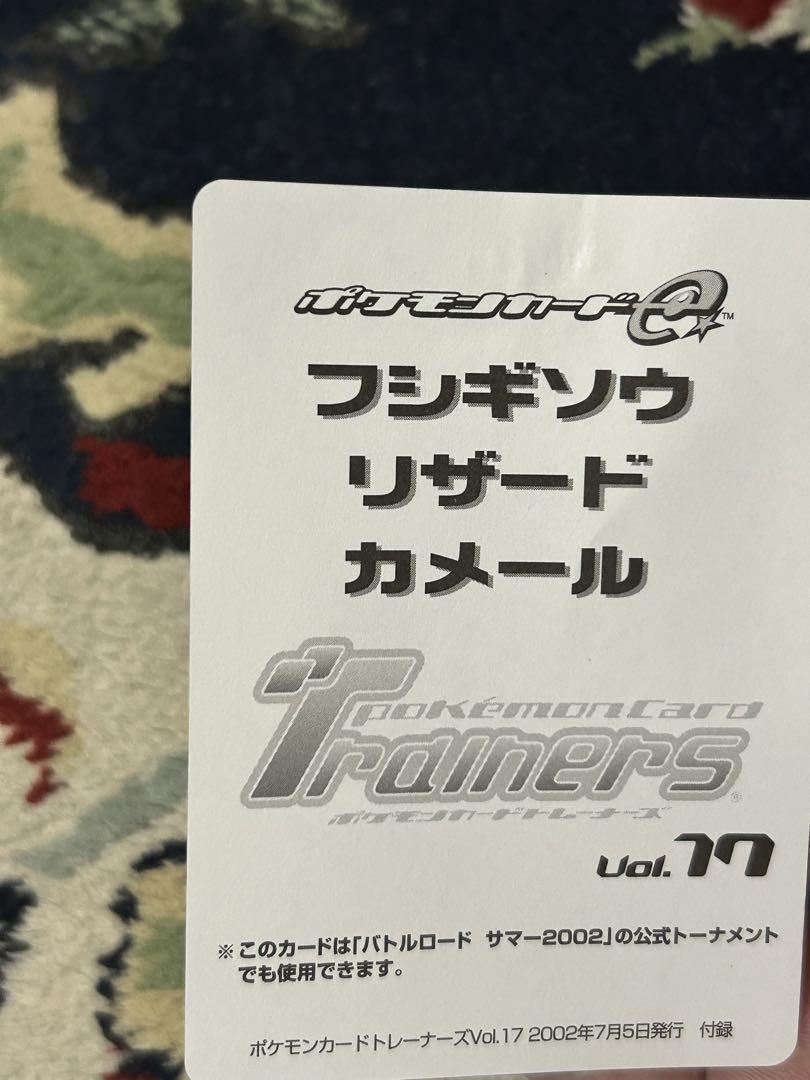 ポケモンカードe™
フシギソウ
リザード
カメール
pokémon card
Trainers®
ポケモンカードトレーナーズ
Vol.17
※このカードは「バトルロード サマー2002」の公式トーナメント
でも使用できます。
ポケモンカードトレーナーズVol.17 2002年7月5日発行 付録